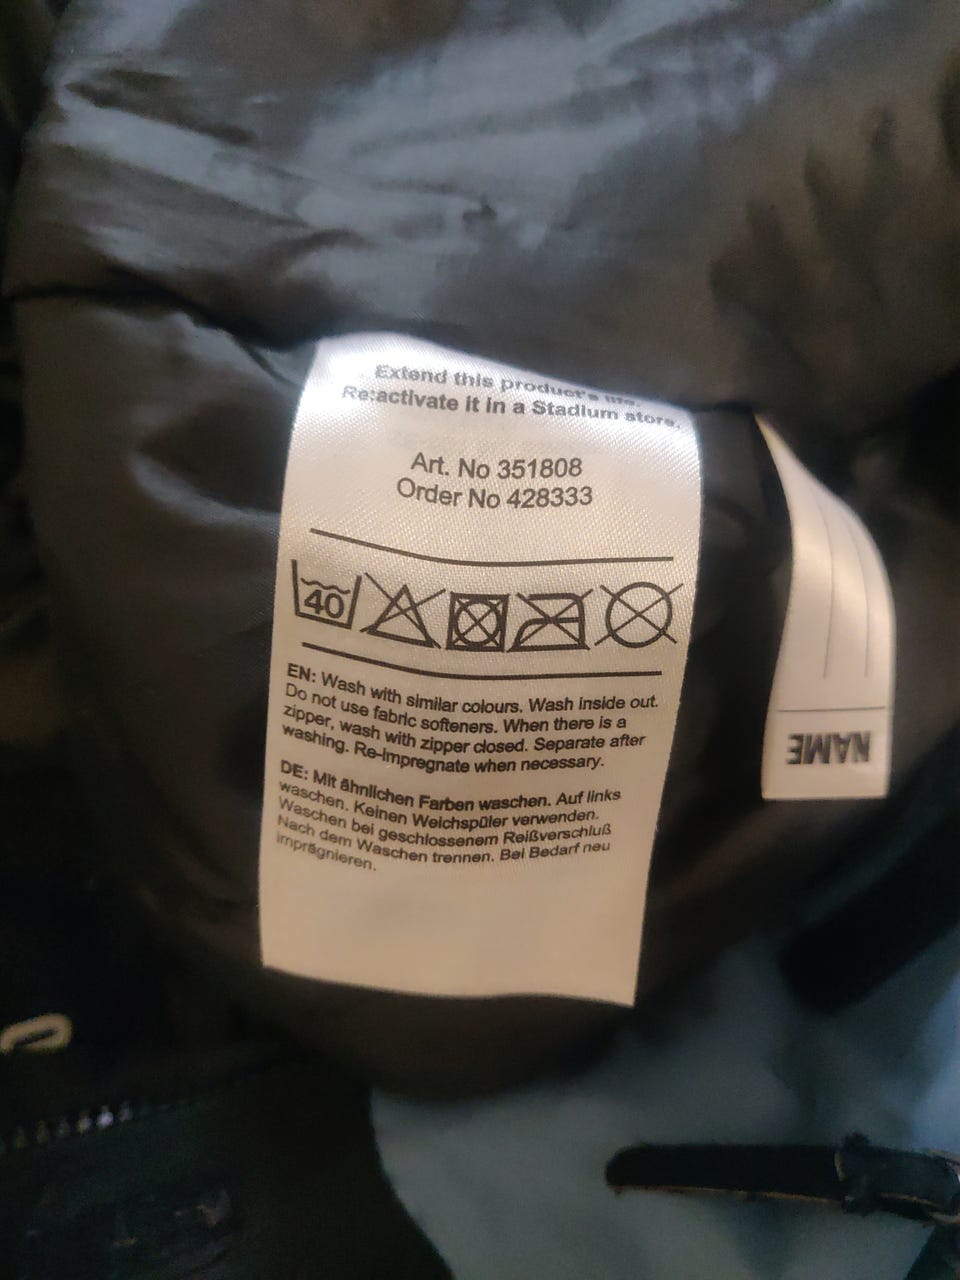 Extend this product's life.
Re:activate it in a Stadium store.
Art. No 351808
Order No 428333
40
EN: Wash with similar colours. Wash inside out.
Do not use fabric softeners. When there is a
zipper, wash with zipper closed. Separate after
washing. Re-impregnate when necessary.
DE: Mit ähnlichen Farben waschen. Auf links
waschen. Keinen Weichspüler verwenden.
Waschen bei geschlossenem Reißverschluß
Nach dem Waschen trennen. Bei Bedarf neu
imprägnieren.
NAME